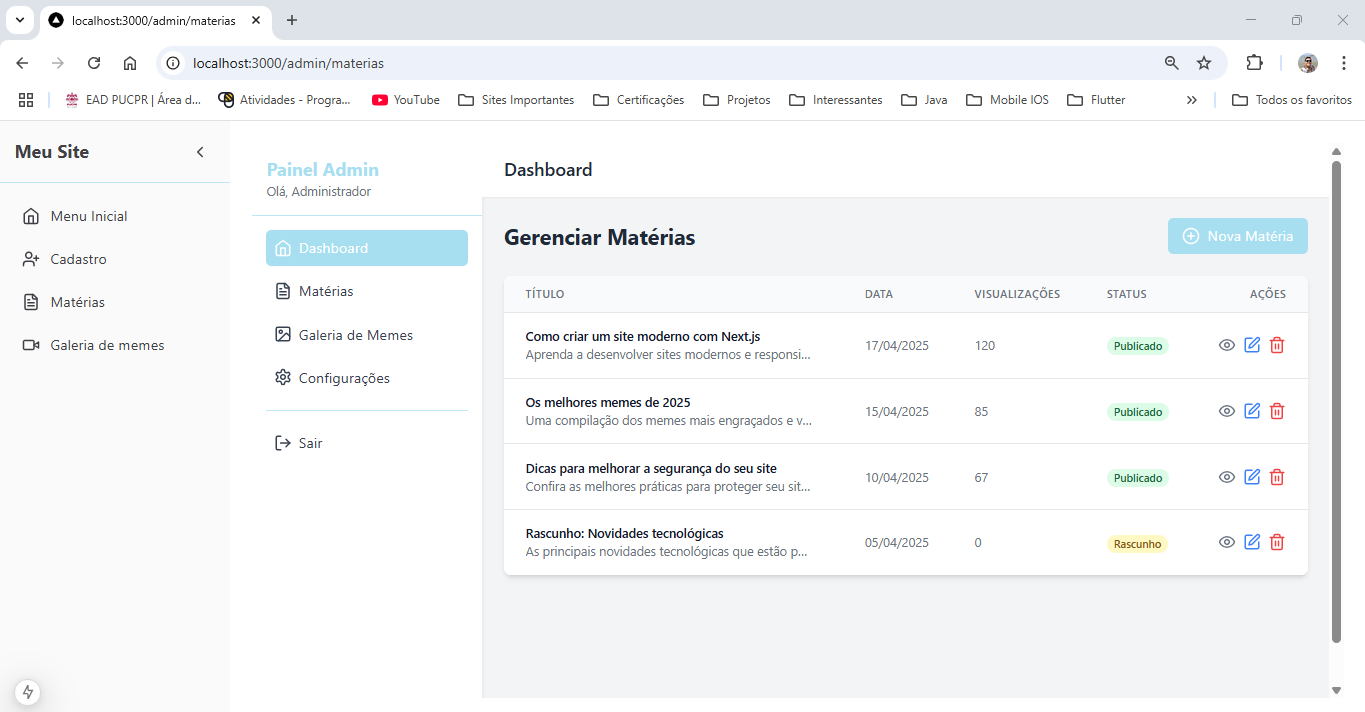 localhost:3000/admin/materias
localhost:3000/admin/materias
EAD PUCPR | Área d...
Atividades - Progra...
YouTube
Sites Importantes
Certificações
Projetos
Interessantes
Java
Mobile IOS
Flutter
Todos os favoritos
Meu Site
Menu Inicial
Cadastro
Matérias
Galeria de memes
Painel Admin
Olá, Administrador
Dashboard
Matérias
Galeria de Memes
Configurações
Sair
Dashboard
Gerenciar Matérias
Nova Matéria
TÍTULO DATA VISUALIZAÇÕES STATUS AÇÕES
Como criar um site moderno com Next.js
Aprenda a desenvolver sites modernos e responsi...
17/04/2025 120 Publicado
Os melhores memes de 2025
Uma compilação dos memes mais engraçados e v...
15/04/2025 85 Publicado
Dicas para melhorar a segurança do seu site
Confira as melhores práticas para proteger seu sit...
10/04/2025 67 Publicado
Rascunho: Novidades tecnológicas
As principais novidades tecnológicas que estão p...
05/04/2025 0 Rascunho